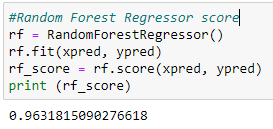 #Random Forest Regressor score
rf = RandomForestRegressor()
rf.fit(xpred, ypred)
rf_score = rf.score(xpred, ypred)
print (rf_score)
0.9631815090276618